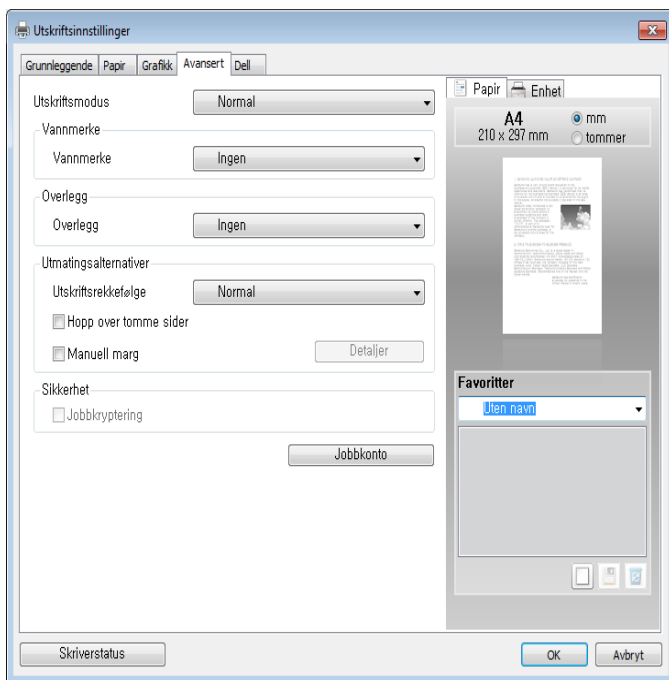 Utskriftsinnstillinger
Grunnleggende Papir Grafikk Avansert Dell
Utskriftsmodus Normal
Vannmerke
Vannmerke Ingen
Overlegg
Overlegg Ingen
Utmatingsalternativer
Utskriftsrekkefølge Normal
Hopp over tomme sider
Manuell marg Detaljer
Sikkerhet
Jobbkryptering
Jobbkonto
Papir Enhet
A4
210 x 297 mm
mm
tommer
Favoritter
Uten navn
Skriverstatus OK Avbryt